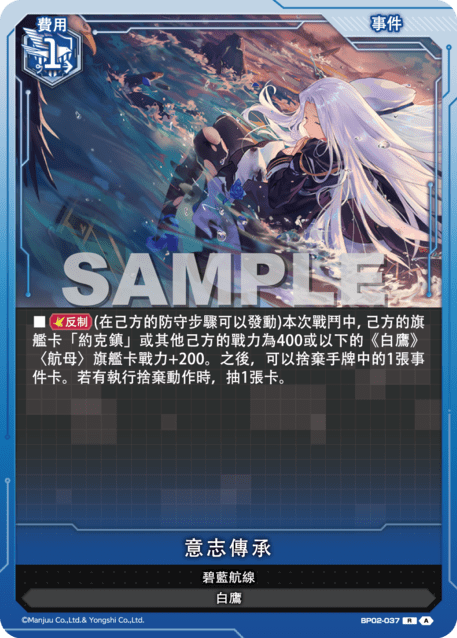 費用
事件
1
SAMPLE
■反制(在己方的防守步驟可以發動)本次戰鬥中,己方的旗
艦卡「約克鎮」或其他己方的戰力為400或以下的《白鷹》
〈航母〉旗艦卡戰力+200。之後,可以捨棄手牌中的1張事
件卡。若有執行捨棄動作時,抽1張卡。
意志傳承
碧藍航線
白鷹
©Manjuu Co.,Ltd.& Yongshi Co.,Ltd. BP02-037 R A